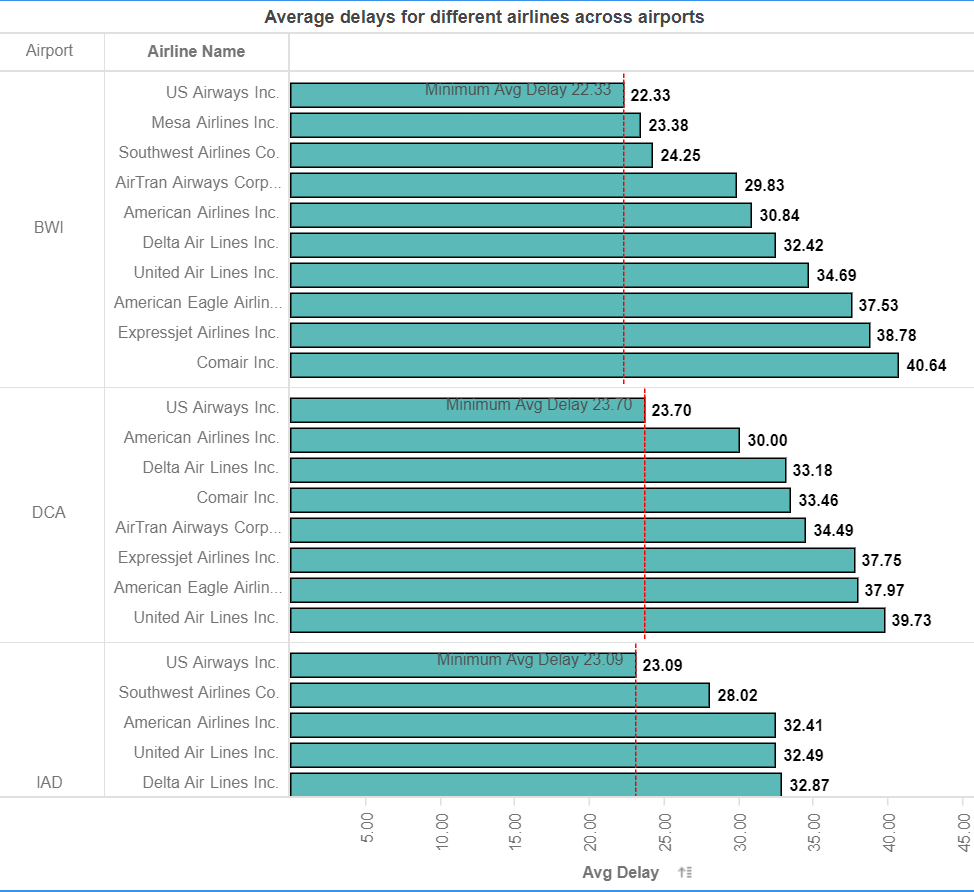 Average delays for different airlines across airports
Airport Airline Name
BWI
US Airways Inc. Minimum Avg Delay 22.33 22.33
Mesa Airlines Inc. 23.38
Southwest Airlines Co. 24.25
AirTran Airways Corp... 29.83
American Airlines Inc. 30.84
Delta Air Lines Inc. 32.42
United Air Lines Inc. 34.69
American Eagle Airlin... 37.53
Expressjet Airlines Inc. 38.78
Comair Inc. 40.64
DCA
US Airways Inc. Minimum Avg Delay 23.70 23.70
American Airlines Inc. 30.00
Delta Air Lines Inc. 33.18
Comair Inc. 33.46
AirTran Airways Corp... 34.49
Expressjet Airlines Inc. 37.75
American Eagle Airlin... 37.97
United Air Lines Inc. 39.73
IAD
US Airways Inc. Minimum Avg Delay 23.09 23.09
Southwest Airlines Co. 28.02
American Airlines Inc. 32.41
United Air Lines Inc. 32.49
Delta Air Lines Inc. 32.87
5.00 10.00 15.00 20.00 25.00 30.00 35.00 40.00 45.00
Avg Delay